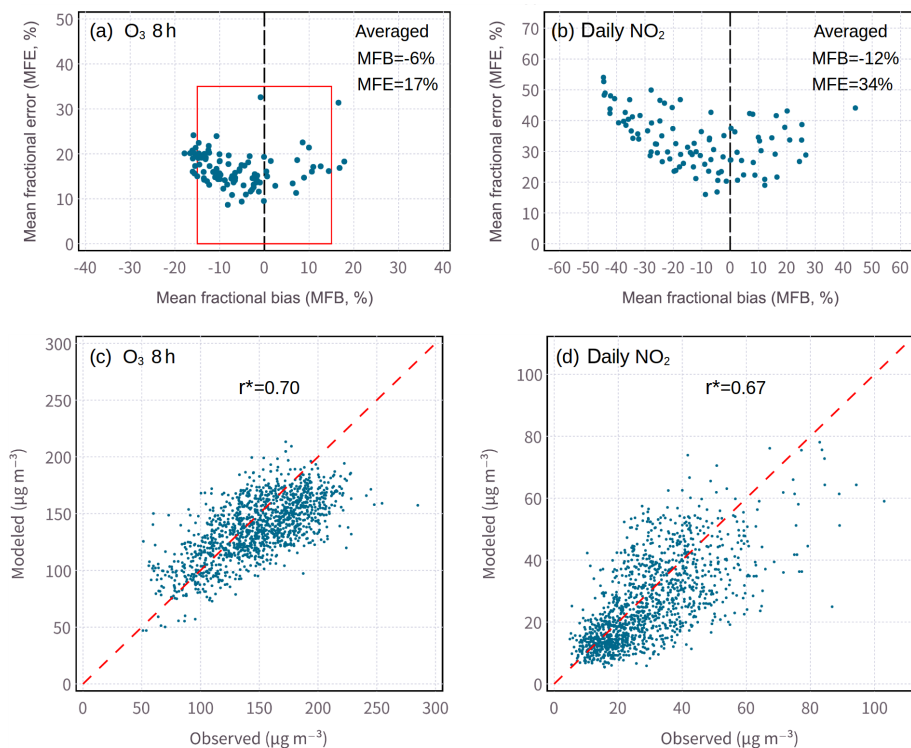 (a) O₃ 8 h
Averaged
MFB=-6%
MFE=17%
Mean fractional error (MFE, %)
50
40
30
20
10
0
-40 -30 -20 -10 0 10 20 30 40
Mean fractional bias (MFB, %)
(b) Daily NO₂
Averaged
MFB=-12%
MFE=34%
Mean fractional error (MFE, %)
70
60
50
40
30
20
10
0
-60 -50 -40 -30 -20 -10 0 10 20 30 40 50 60
Mean fractional bias (MFB, %)
(c) O₃ 8 h
r*=0.70
Modeled (µg m⁻³)
300
250
200
150
100
50
0
0 50 100 150 200 250 300
Observed (µg m⁻³)
(d) Daily NO₂
r*=0.67
Modeled (µg m⁻³)
100
80
60
40
20
0
0 20 40 60 80 100
Observed (µg m⁻³)